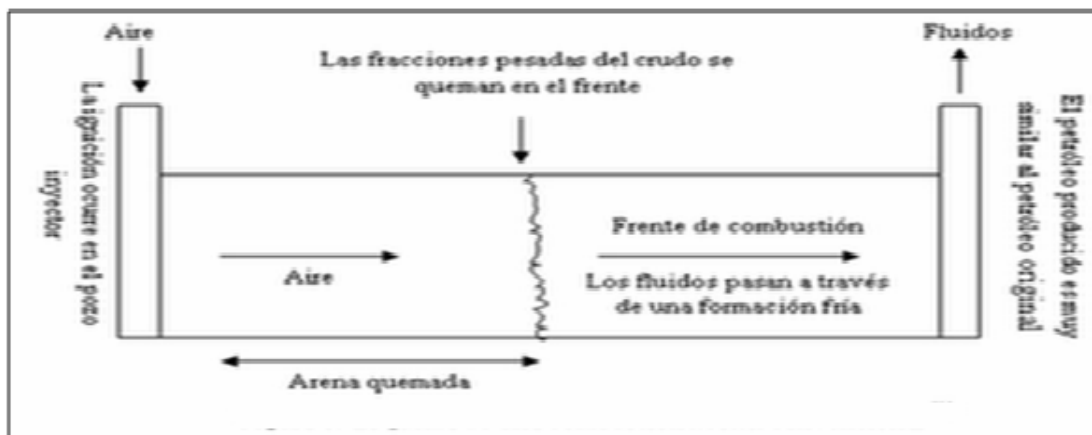 Aire
Fluidos
Las fracciones pesadas del crudo se
queman en el frente
La ignición ocurre en el pozo
inyector
Aire
Arena quemada
Frente de combustión
Los fluidos pasan a través
de una formación fría
El petróleo producido es muy
similar al petróleo original